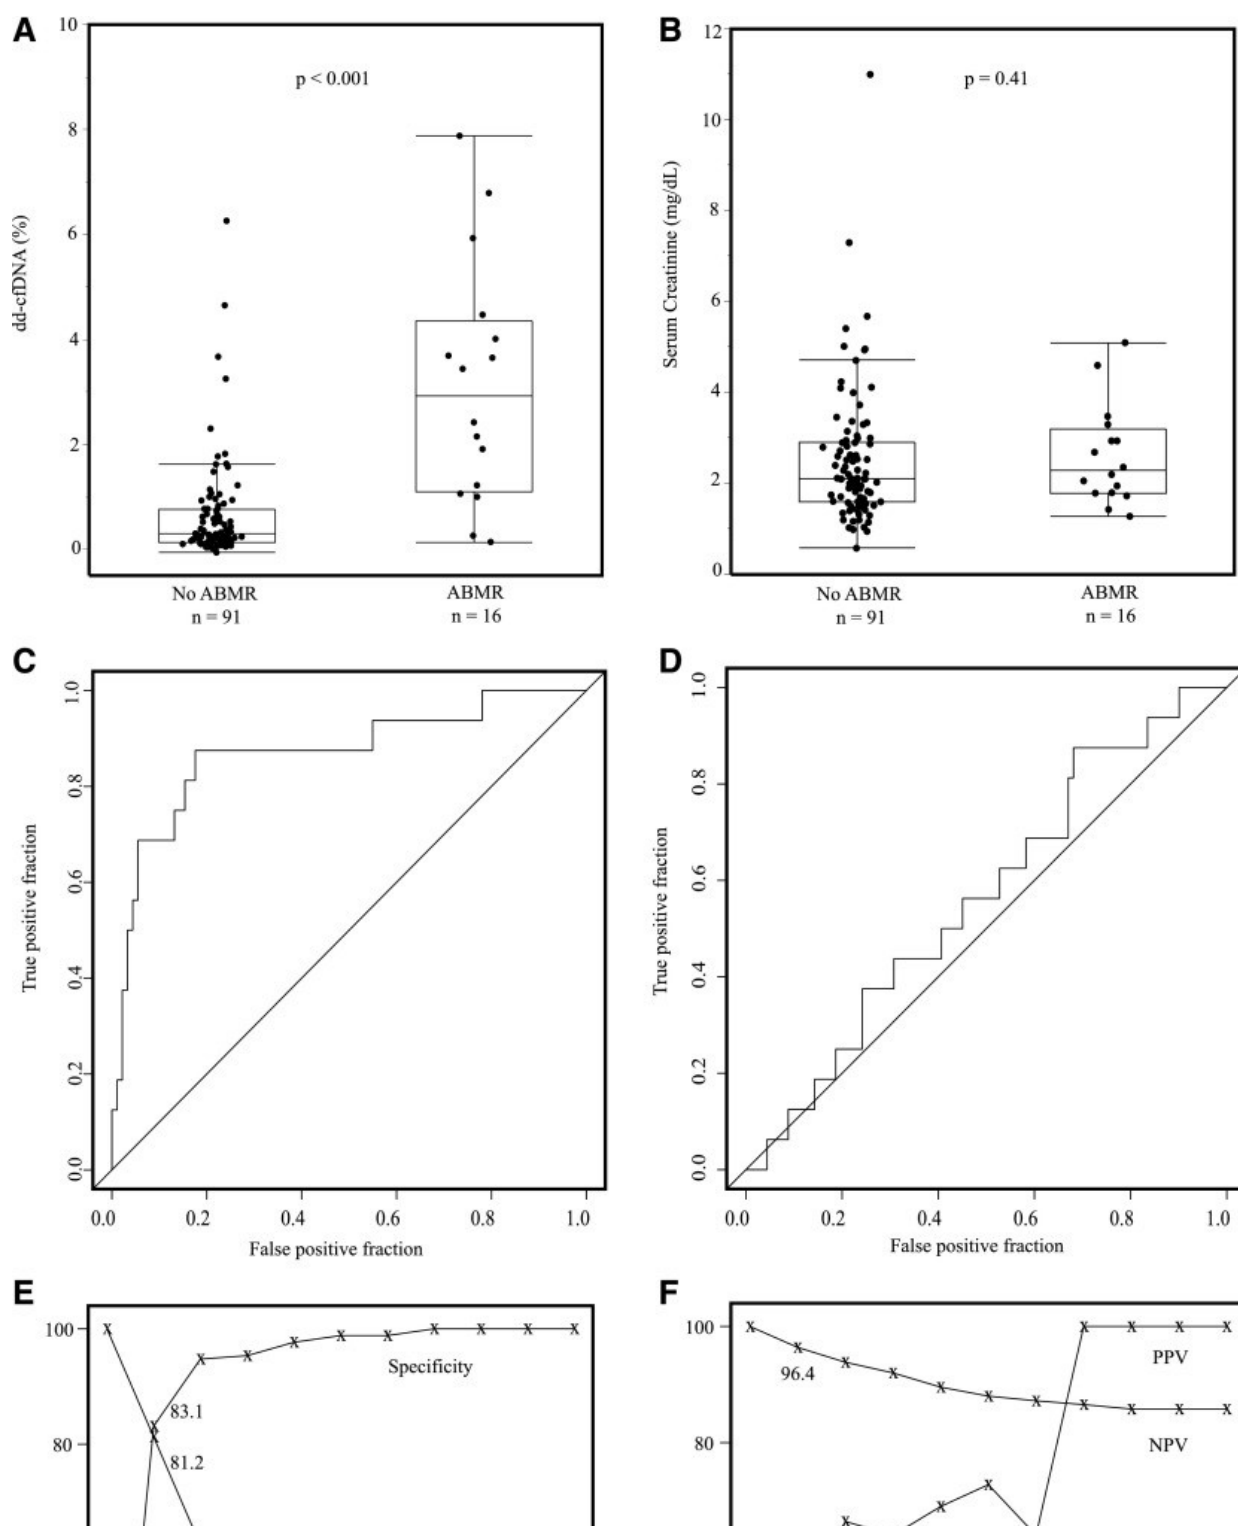 A
10
8
6
4
2
0
dd-cfDNA (%)
p < 0.001
No ABMR
n = 91
ABMR
n = 16
B
12
10
8
6
4
2
0
Serum Creatinine (mg/dL)
p = 0.41
No ABMR
n = 91
ABMR
n = 16
C
1.0
0.8
0.6
0.4
0.2
0.0
True positive fraction
0.0 0.2 0.4 0.6 0.8 1.0
False positive fraction
D
1.0
0.8
0.6
0.4
0.2
0.0
True positive fraction
0.0 0.2 0.4 0.6 0.8 1.0
False positive fraction
E
100
80
Specificity
83.1
81.2
F
100
80
96.4
PPV
NPV